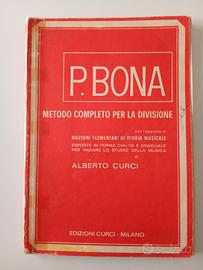 P. BONA
METODO COMPLETO PER LA DIVISIONE
con l'aggiunta di
NOZIONI ELEMENTARI DI TEORIA MUSICALE
ESPOSTE IN FORMA CHIARA E GRADUALE
PER INIZIARE LO STUDIO DELLA MUSICA
di
ALBERTO CURCI
EDIZIONI CURCI - MILANO
subito